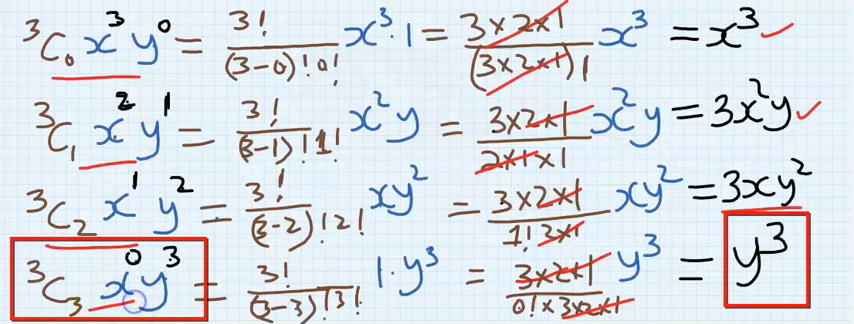 ³C₀ x³ y⁰ = 3!/(3-0)!0! x³·1 = 3×2×1/(3×2×1)1 x³ = x³ ✓
³C₁ x² y¹ = 3!/(3-1)!1! x²y = 3×2×1/2×1×1 x²y = 3x²y ✓
³C₂ x¹ y² = 3!/(3-2)!2! xy² = 3×2×1/1!2×1 xy² = 3xy²
³C₃ x⁰y³ = 3!/(3-3)!3! 1·y³ = 3×2×1/0!×3×2×1 y³ = y³